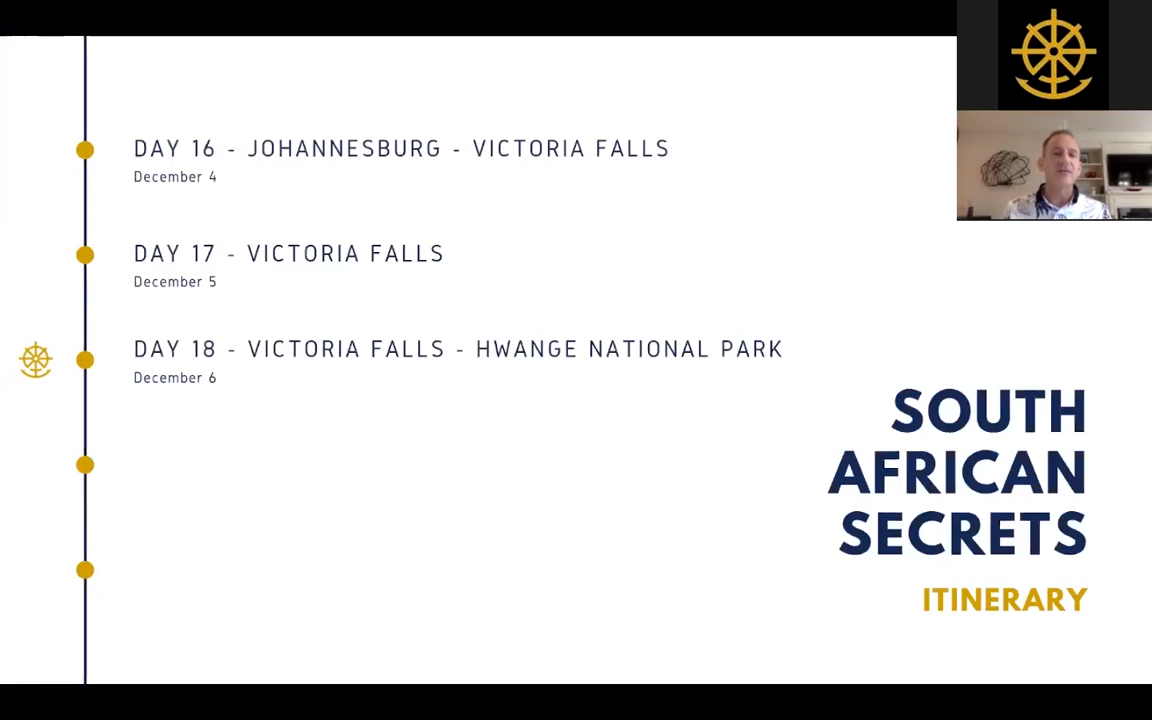 DAY 16 - JOHANNESBURG - VICTORIA FALLS
December 4
DAY 17 - VICTORIA FALLS
December 5
DAY 18 - VICTORIA FALLS - HWANGE NATIONAL PARK
December 6
SOUTH
AFRICAN
SECRETS
ITINERARY